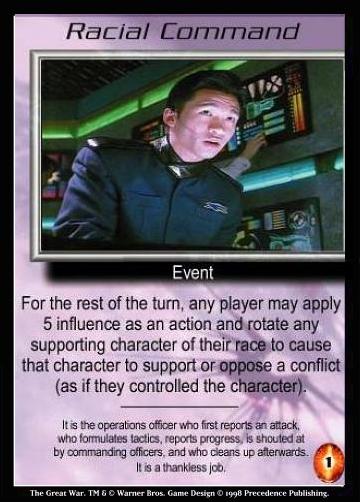 Racial Command
Event
For the rest of the turn, any player may apply
5 influence as an action and rotate any
supporting character of their race to cause
that character to support or oppose a conflict
(as if they controlled the character).
It is the operations officer who first reports an attack,
who formulates tactics, reports progress, is shouted at
by commanding officers, and who cleans up afterwards.
It is a thankless job.
1
The Great War. TM & © Warner Bros. Game Design © 1998 Precedence Publishing.